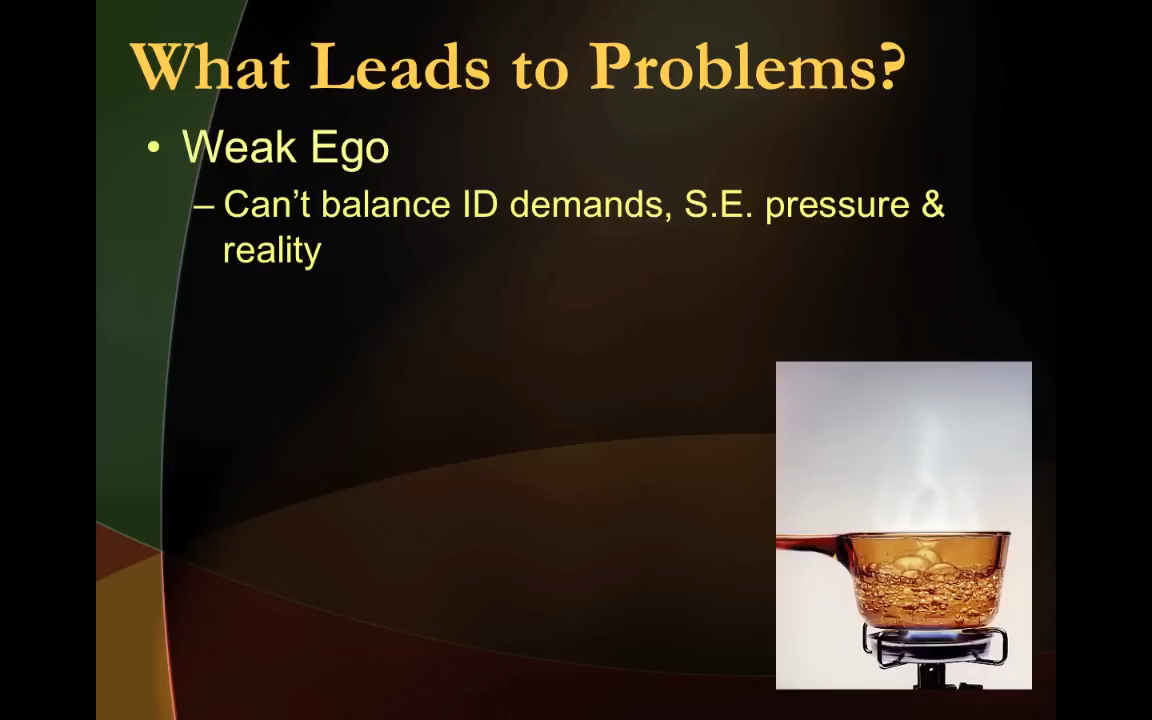 What Leads to Problems?
• Weak Ego
– Can't balance ID demands, S.E. pressure &
reality